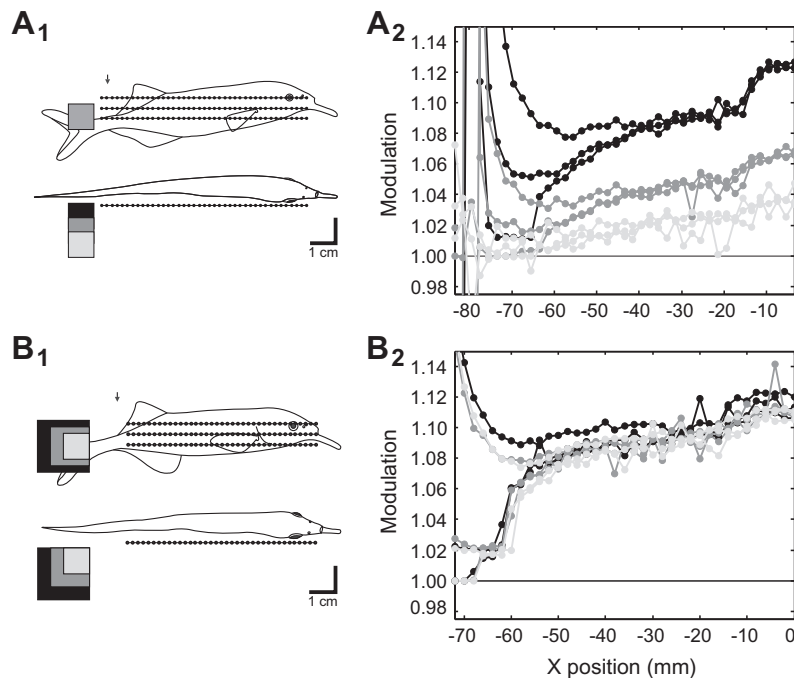 A1
1 cm
A2
Modulation
1.14
1.12
1.10
1.08
1.06
1.04
1.02
1.00
0.98
-80 -70 -60 -50 -40 -30 -20 -10
B1
1 cm
B2
Modulation
1.14
1.12
1.10
1.08
1.06
1.04
1.02
1.00
0.98
-70 -60 -50 -40 -30 -20 -10 0
X position (mm)